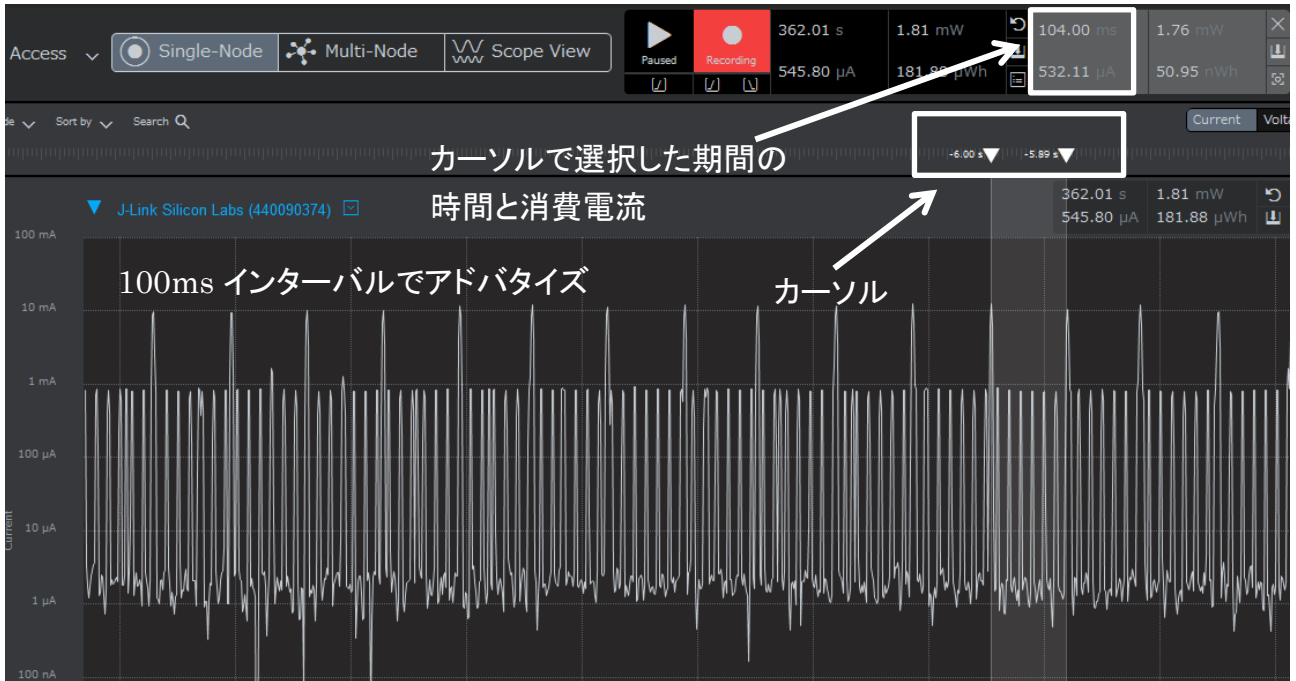 Access
Single-Node
Multi-Node
Scope View
Paused
Recording
362.01 s
1.81 mW
545.80 µA
181.88 µWh
104.00 ms
1.76 mW
532.11 µA
50.95 nWh
de
Sort by
Search
Current
Volta
カーソルで選択した期間の
時間と消費電流
-6.00 s
-5.89 s
J-Link Silicon Labs (440090374)
362.01 s
1.81 mW
545.80 µA
181.88 µWh
100ms インターバルでアドバタイズ
カーソル
100 mA
10 mA
1 mA
100 µA
10 µA
1 µA
100 nA
Current